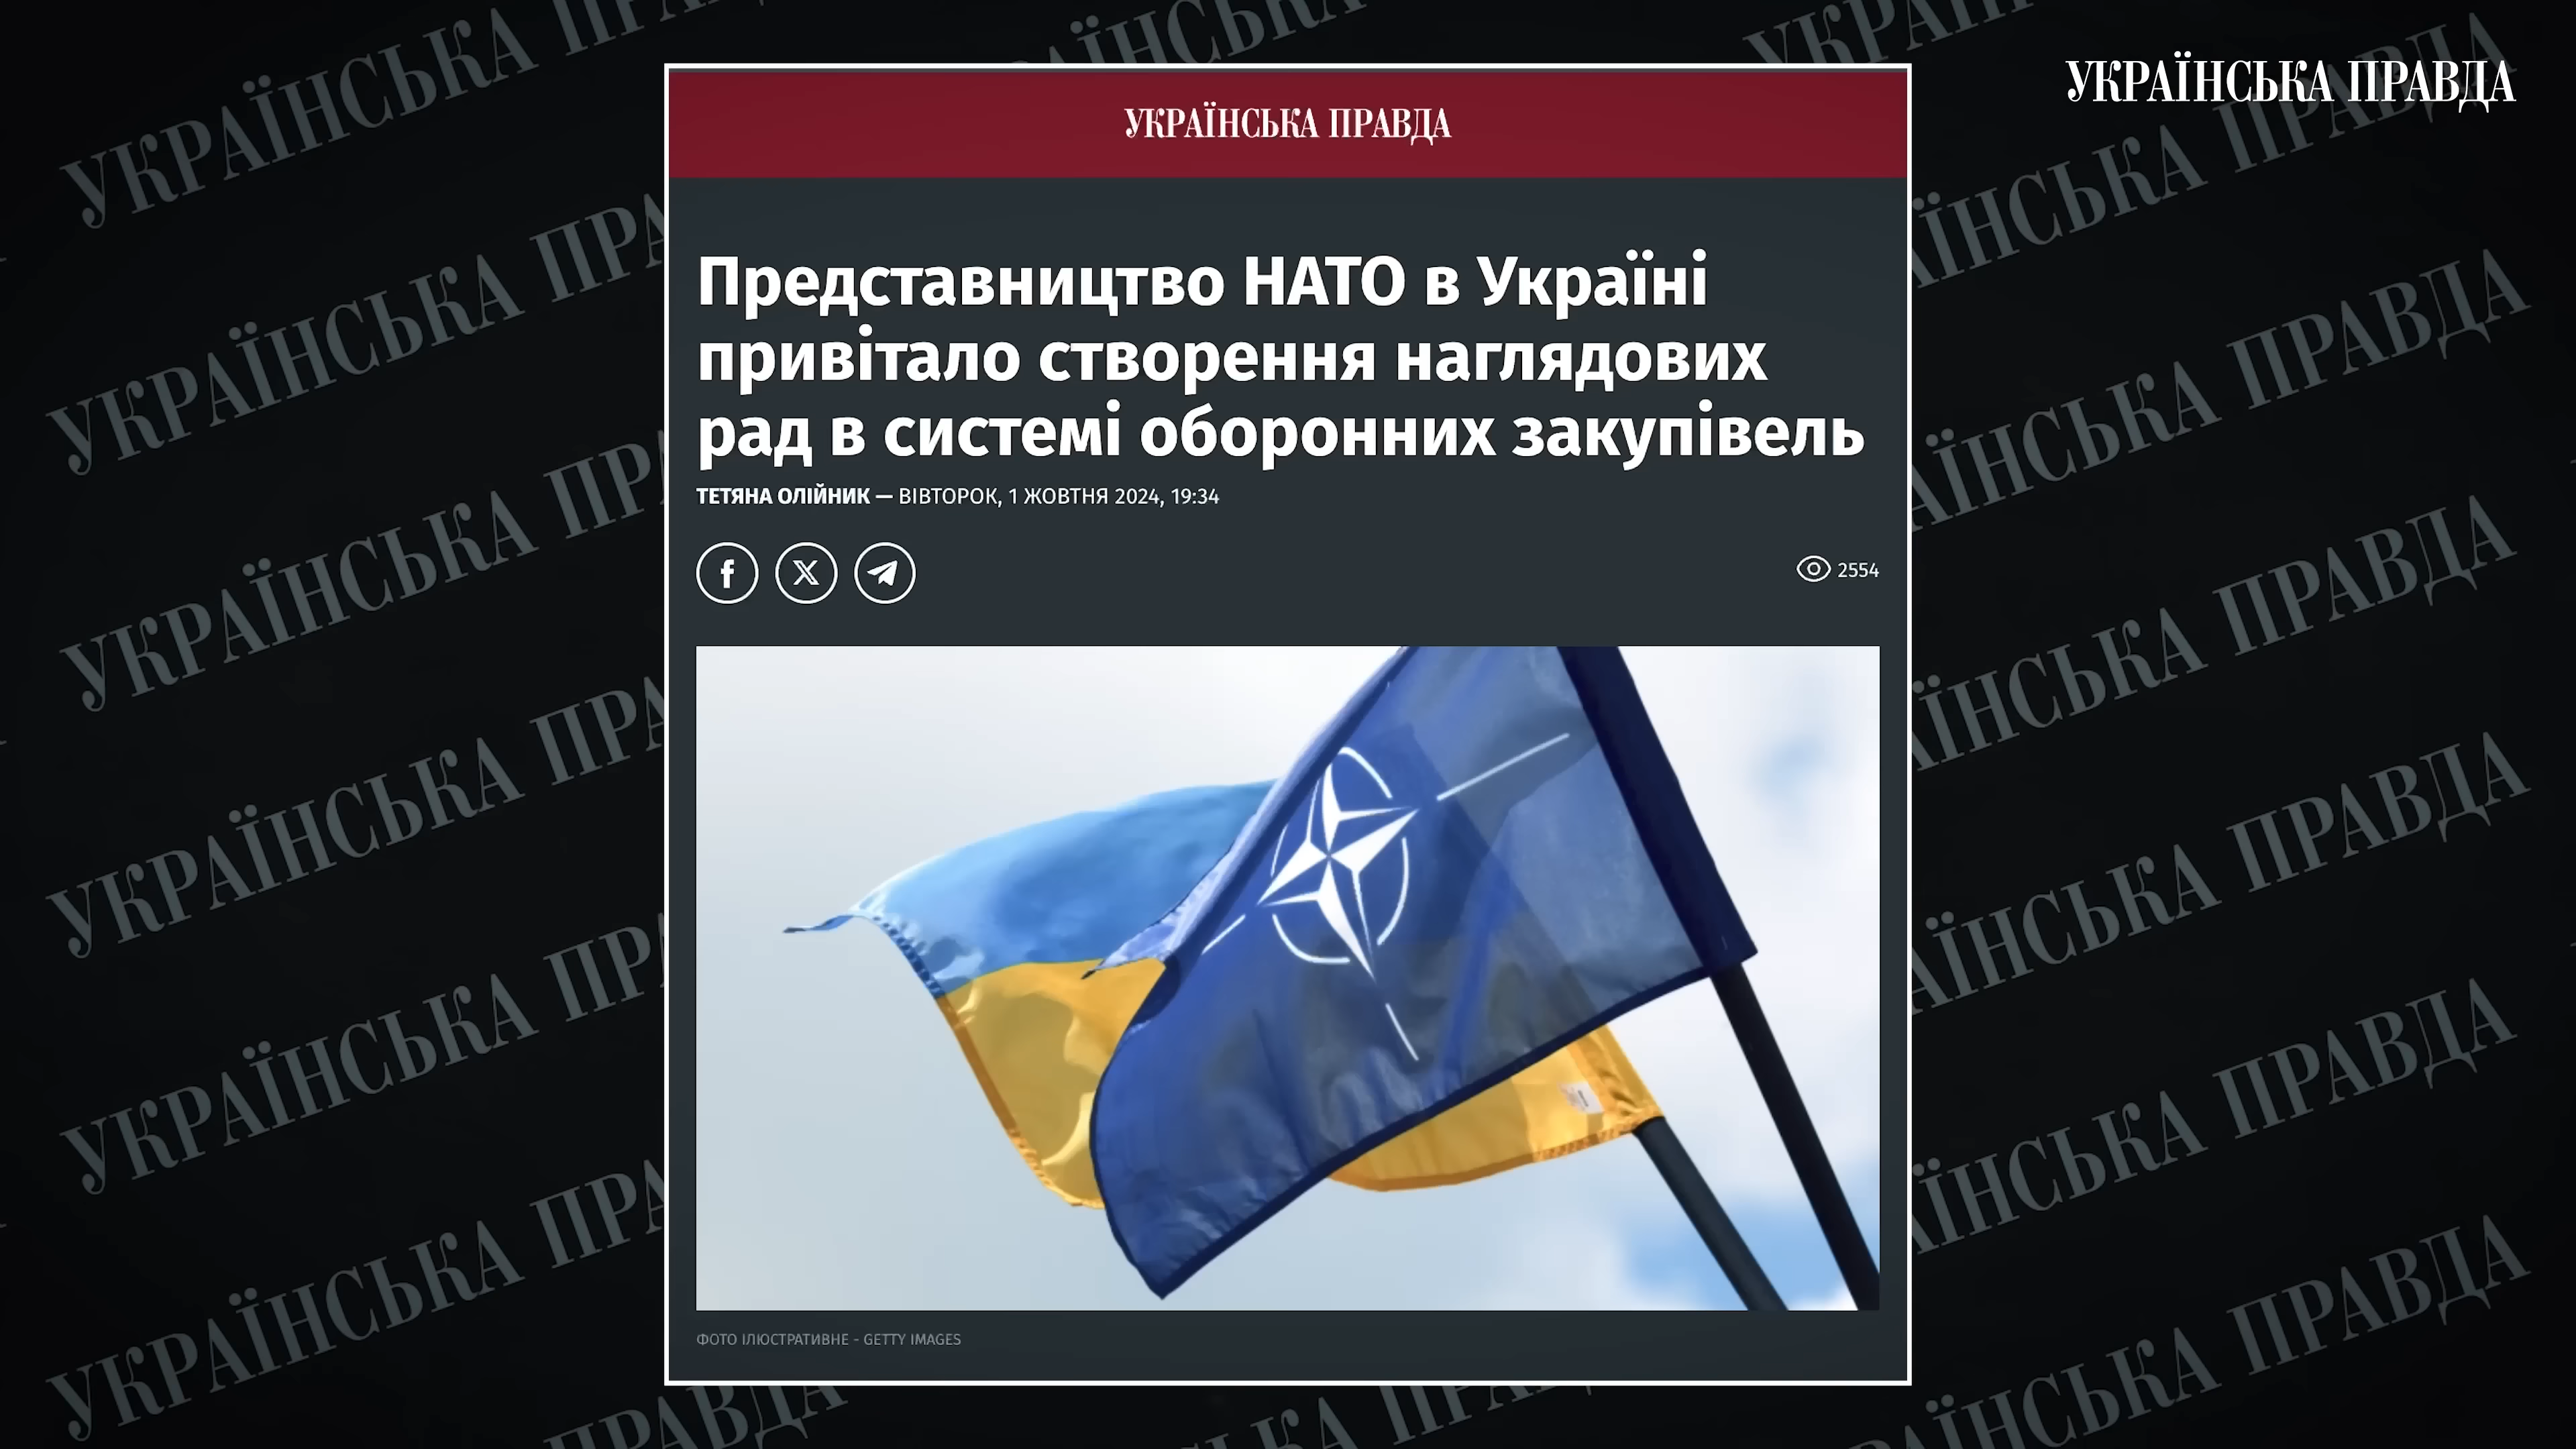 УКРАЇНСЬКА ПРАВДА
УКРАЇНСЬКА ПРАВДА
Представництво НАТО в Україні
привітало створення наглядових
рад в системі оборонних закупівель
ТЕТЯНА ОЛІЙНИК — ВІВТОРОК, 1 ЖОВТНЯ 2024, 19:34
2554
ФОТО ІЛЮСТРАТИВНЕ - GETTY IMAGES